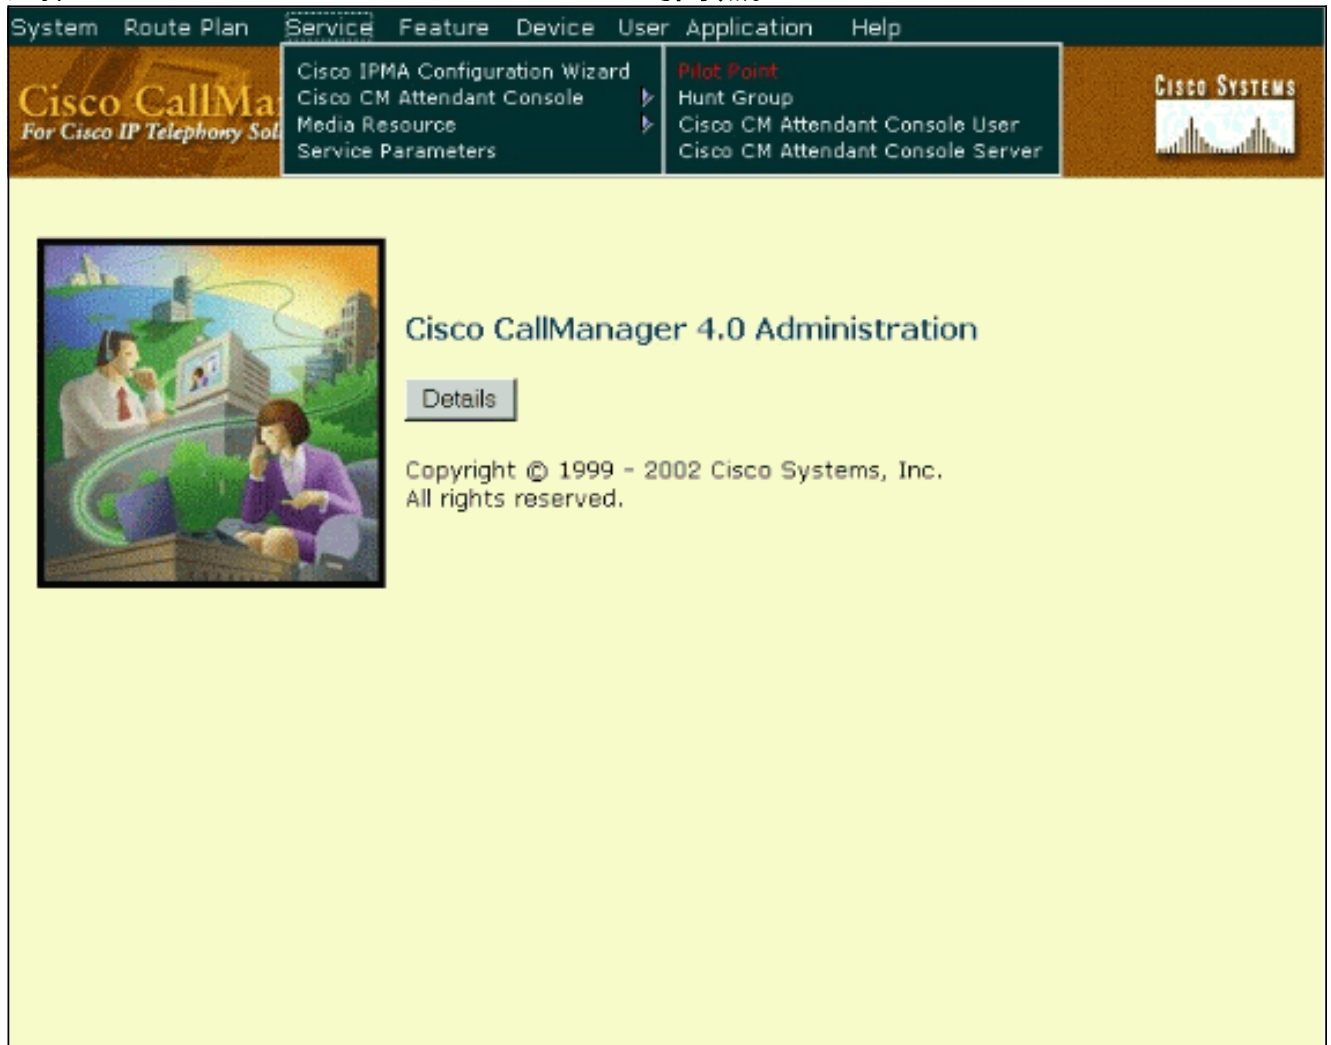 System Route Plan Service Feature Device User Application Help
Cisco IPMA Configuration Wizard
Cisco CM Attendant Console
Media Resource
Service Parameters
Pilot Point
Hunt Group
Cisco CM Attendant Console User
Cisco CM Attendant Console Server
Cisco CallMa
For Cisco IP Telephony Sol
CISCO SYSTEMS
Cisco CallManager 4.0 Administration
Details
Copyright © 1999 - 2002 Cisco Systems, Inc.
All rights reserved.